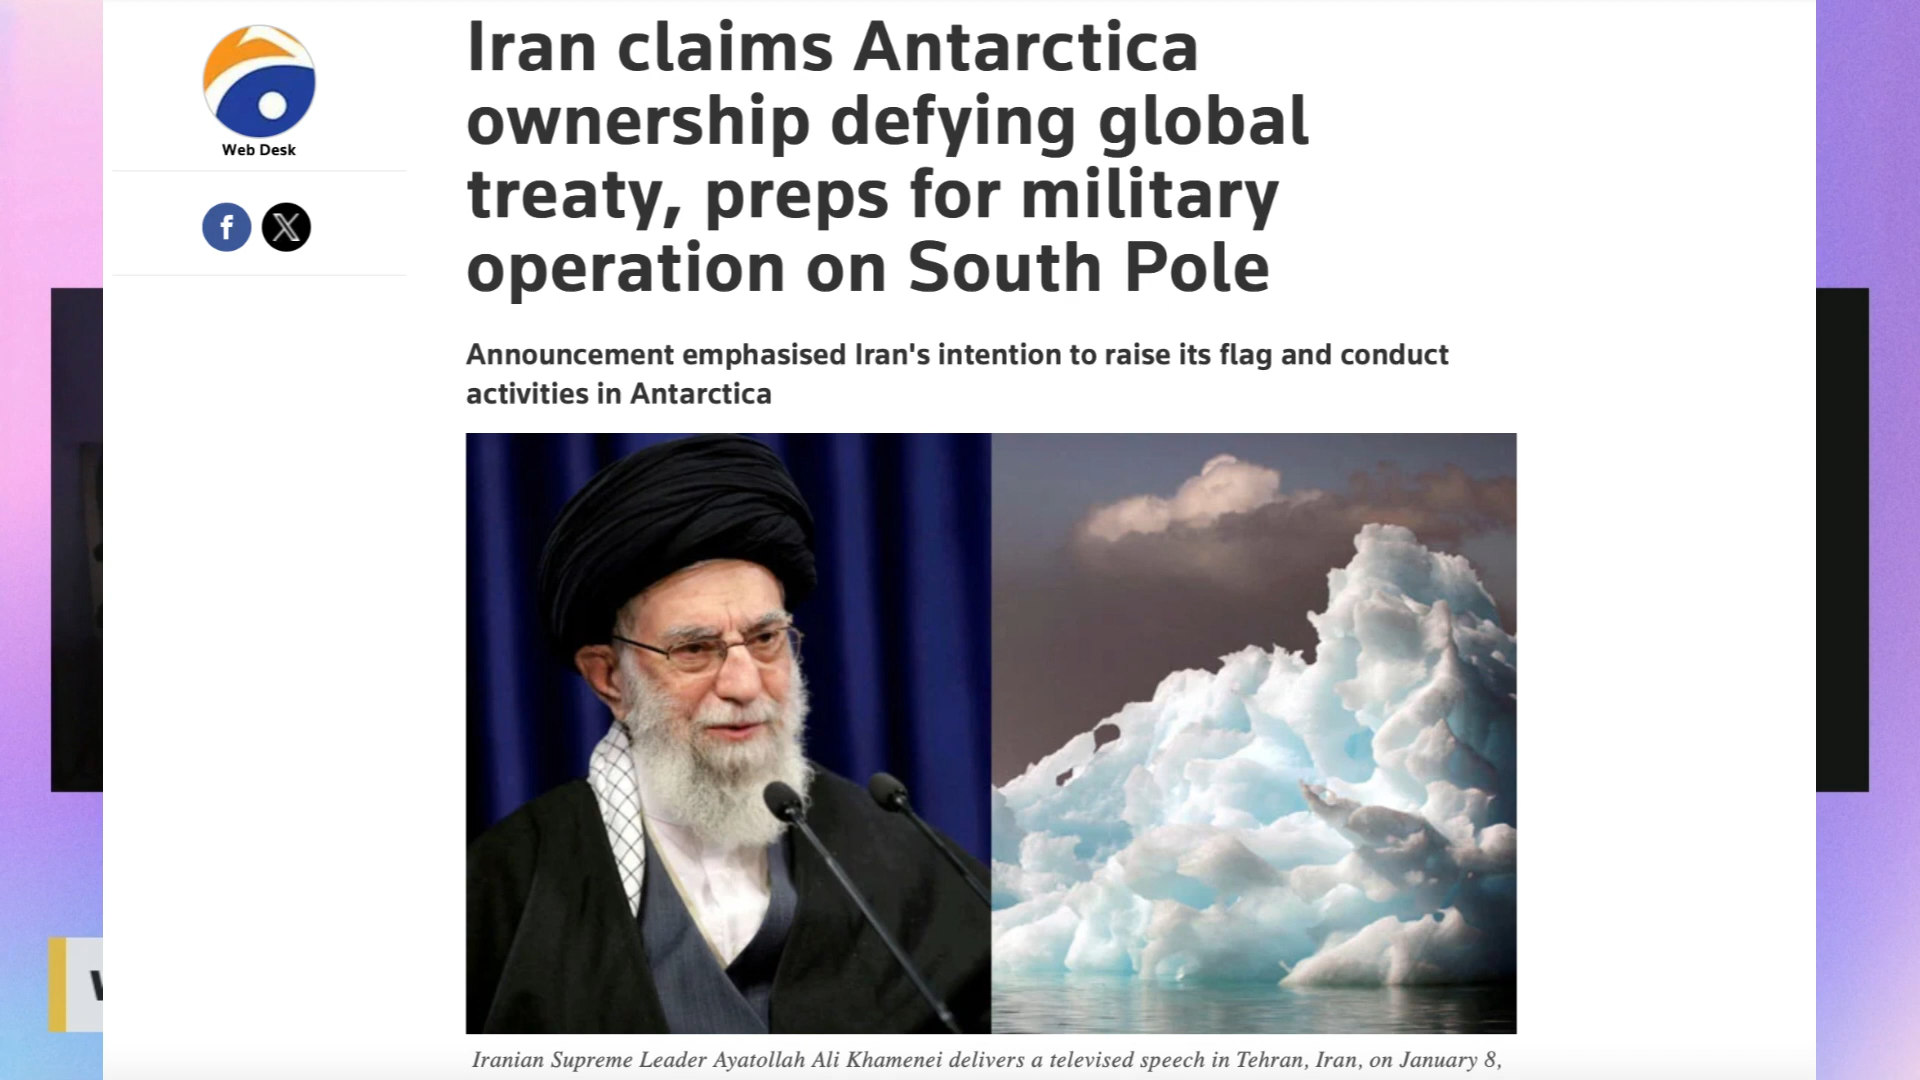 Iran claims Antarctica
ownership defying global
treaty, preps for military
operation on South Pole
Web Desk
f X
Announcement emphasised Iran's intention to raise its flag and conduct
activities in Antarctica
Iranian Supreme Leader Ayatollah Ali Khamenei delivers a televised speech in Tehran, Iran, on January 8,